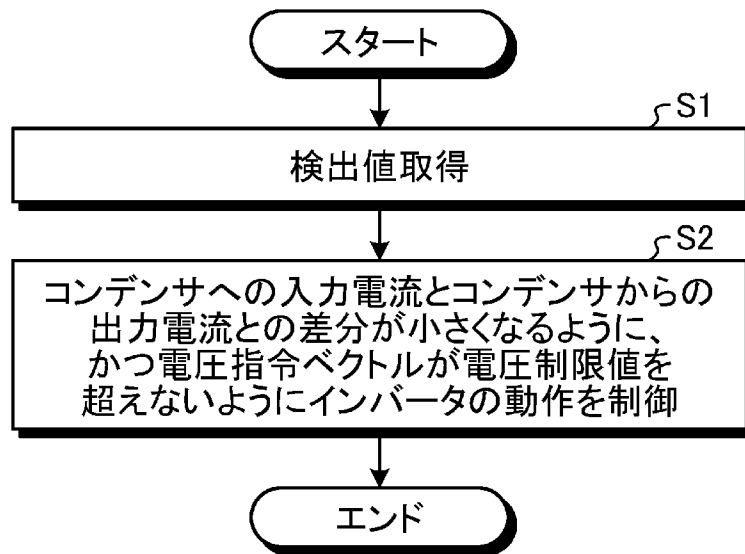 スタート
S1
検出値取得
S2
コンデンサへの入力電流とコンデンサからの
出力電流との差分が小さくなるように、
かつ電圧指令ベクトルが電圧制限値を
超えないようにインバータの動作を制御
エンド